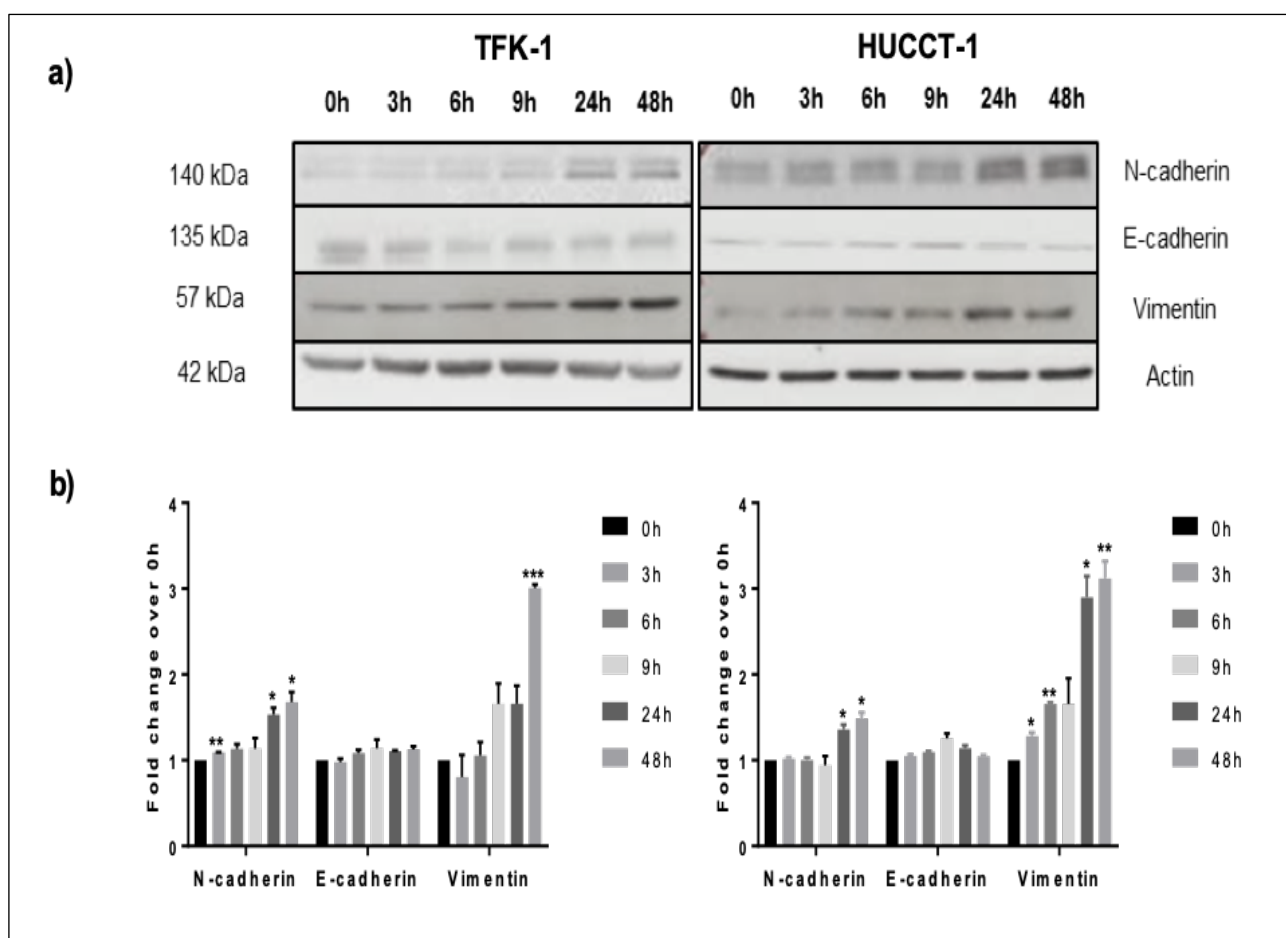 TFK-1 HUCCT-1
a)
0h 3h 6h 9h 24h 48h 0h 3h 6h 9h 24h 48h
140 kDa N-cadherin
135 kDa E-cadherin
57 kDa Vimentin
42 kDa Actin
b)
Fold change over 0h
4
3
2
1
0
** * * ***
N-cadherin E-cadherin Vimentin
0h
3h
6h
9h
24h
48h
Fold change over 0h
4
3
2
1
0
* * * ** * **
N-cadherin E-cadherin Vimentin
0h
3h
6h
9h
24h
48h